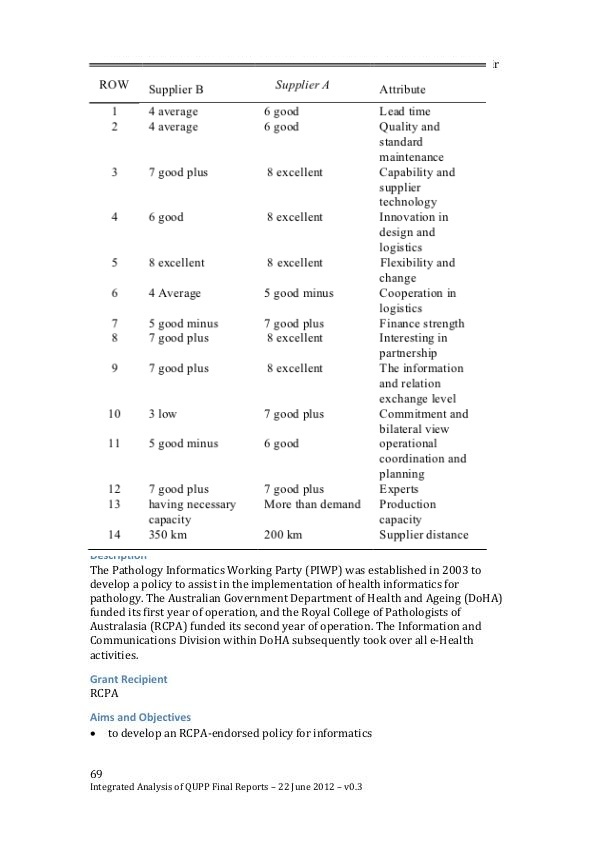 ir
ROW Supplier B Supplier A Attribute
1 4 average 6 good Lead time
2 4 average 6 good Quality and
standard
maintenance
3 7 good plus 8 excellent Capability and
supplier
technology
4 6 good 8 excellent Innovation in
design and
logistics
5 8 excellent 8 excellent Flexibility and
change
6 4 Average 5 good minus Cooperation in
logistics
7 5 good minus 7 good plus Finance strength
8 7 good plus 8 excellent Interesting in
partnership
9 7 good plus 8 excellent The information
and relation
exchange level
10 3 low 7 good plus Commitment and
bilateral view
11 5 good minus 6 good operational
coordination and
planning
12 7 good plus 7 good plus Experts
13 having necessary More than demand Production
capacity capacity
14 350 km 200 km Supplier distance
Description
The Pathology Informatics Working Party (PIWP) was established in 2003 to
develop a policy to assist in the implementation of health informatics for
pathology. The Australian Government Department of Health and Ageing (DoHA)
funded its first year of operation, and the Royal College of Pathologists of
Australasia (RCPA) funded its second year of operation. The Information and
Communications Division within DoHA subsequently took over all e-Health
activities.
Grant Recipient
RCPA
Aims and Objectives
• to develop an RCPA-endorsed policy for informatics
69
Integrated Analysis of QUPP Final Reports – 22 June 2012 – v0.3